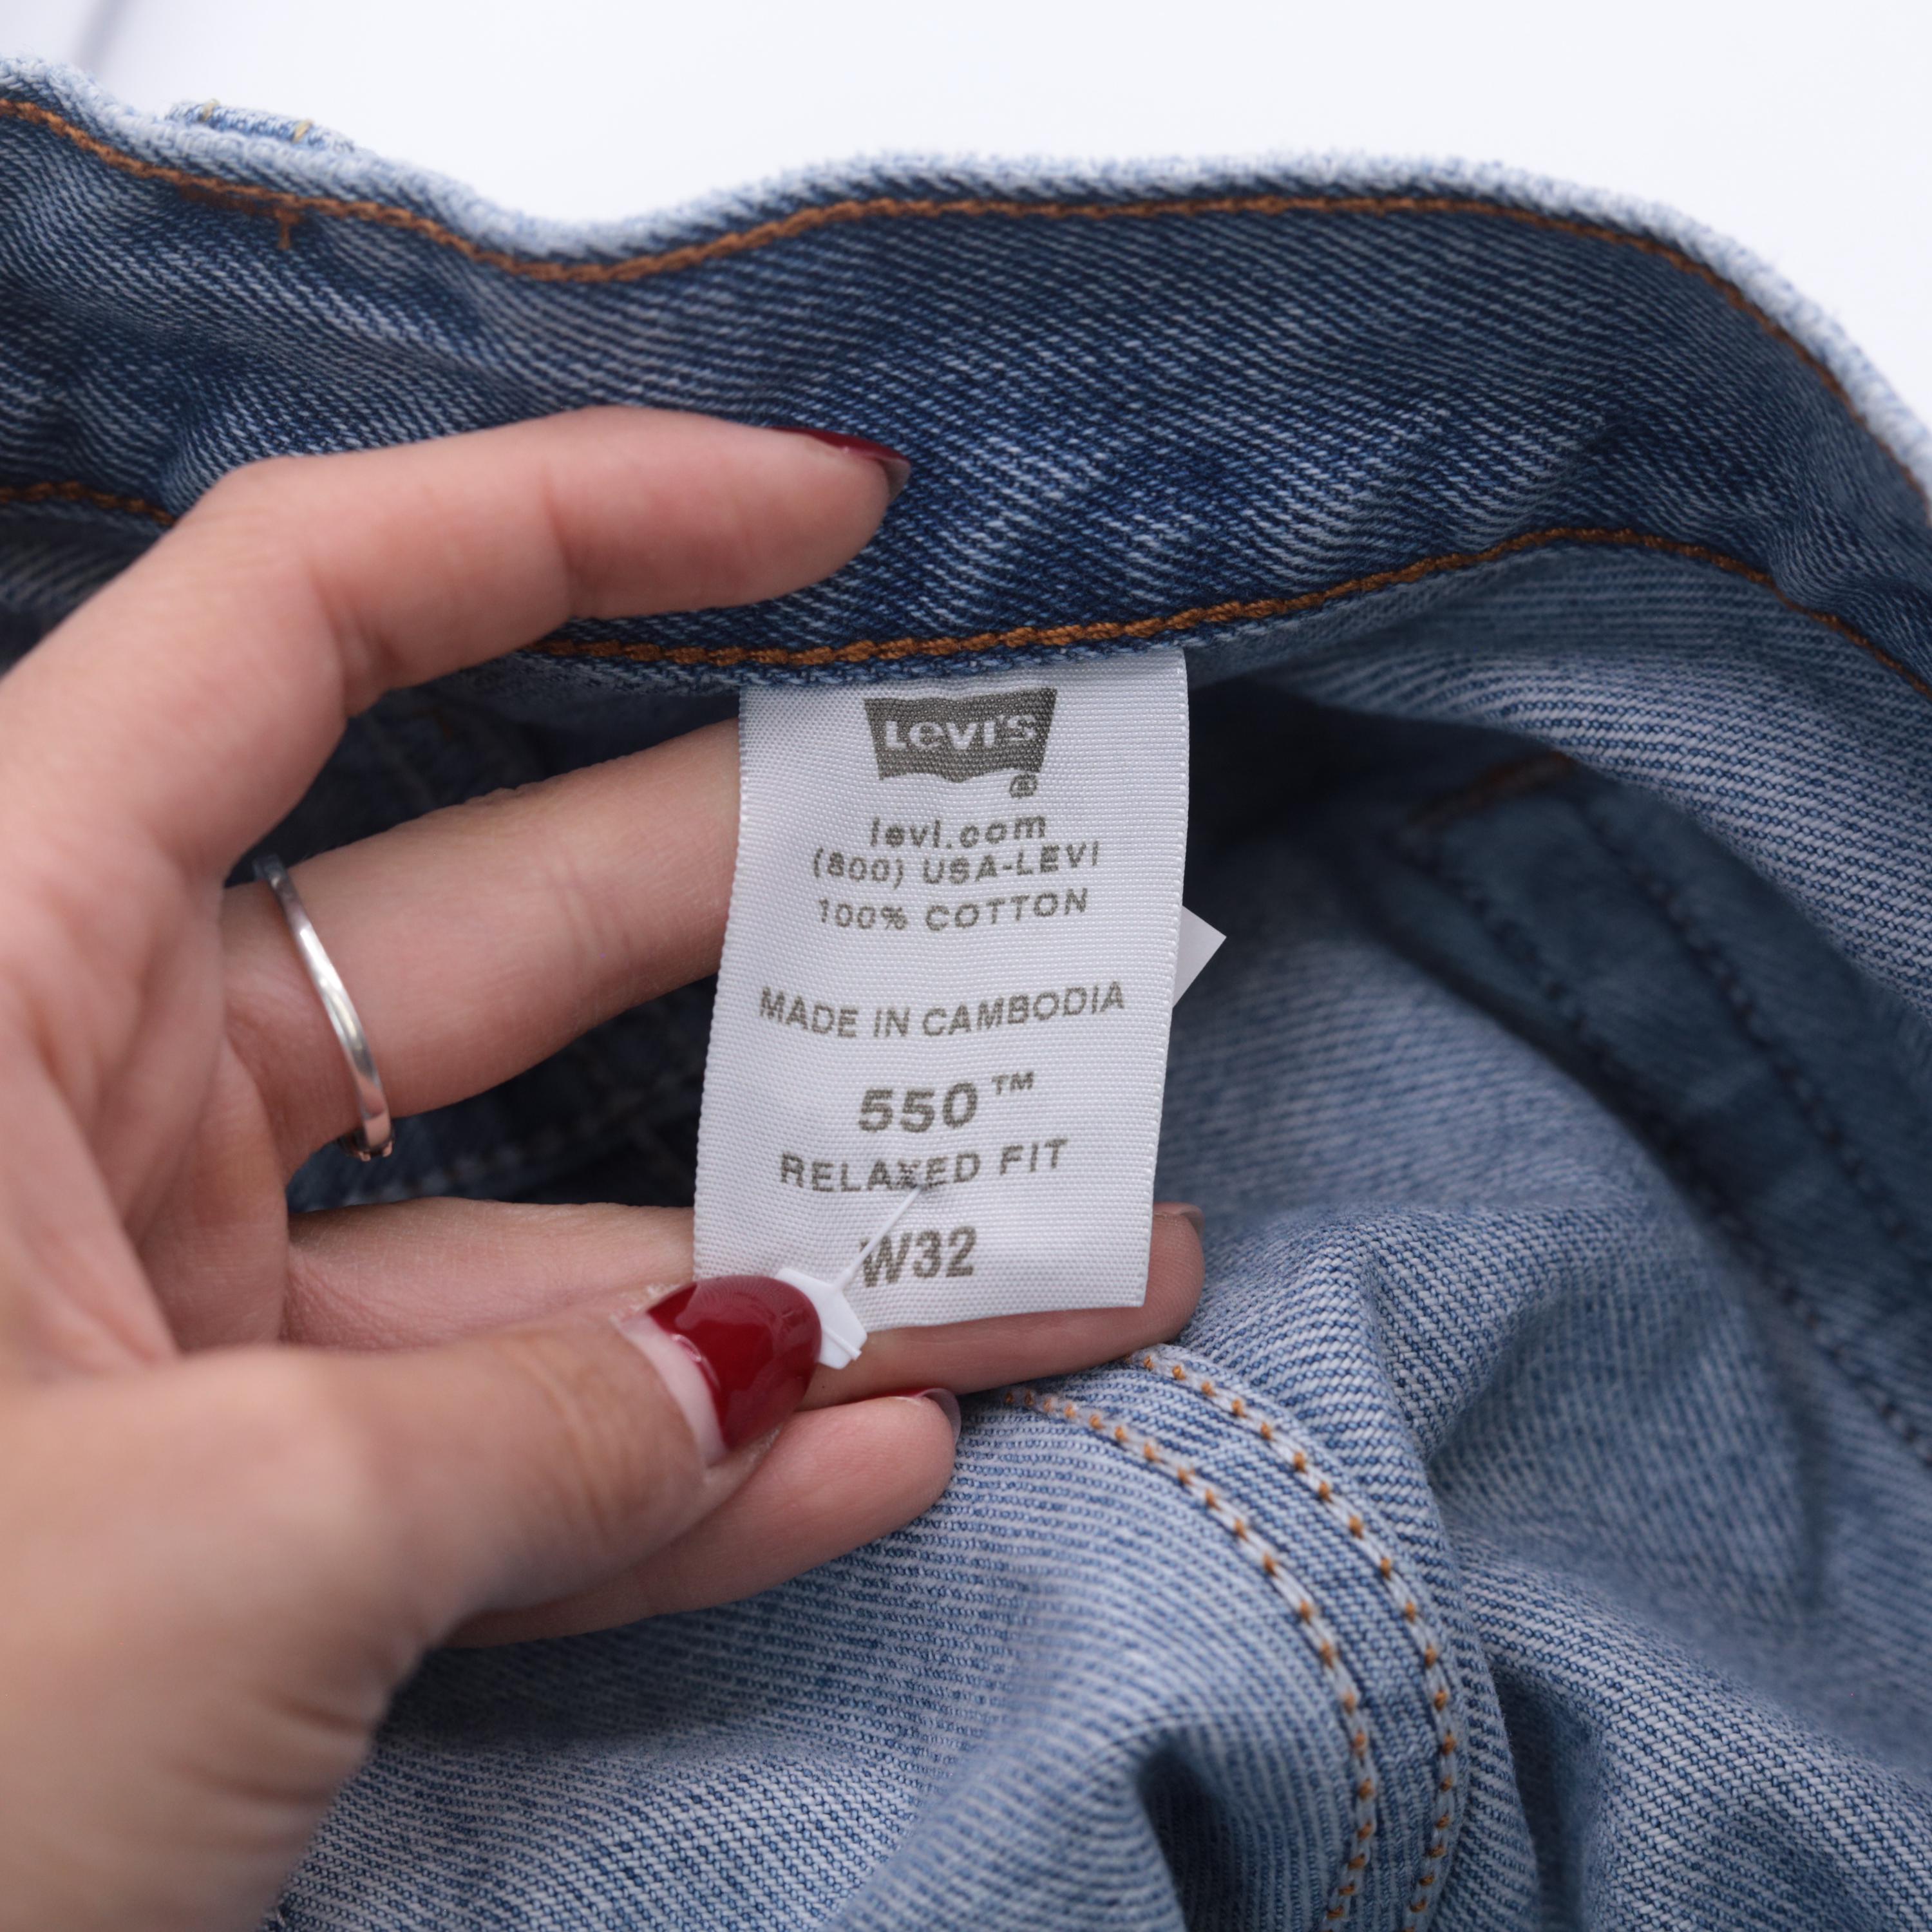 LEVI'S
®
levi.com
(800) USA-LEVI
100% COTTON
MADE IN CAMBODIA
550™
RELAXED FIT
W32